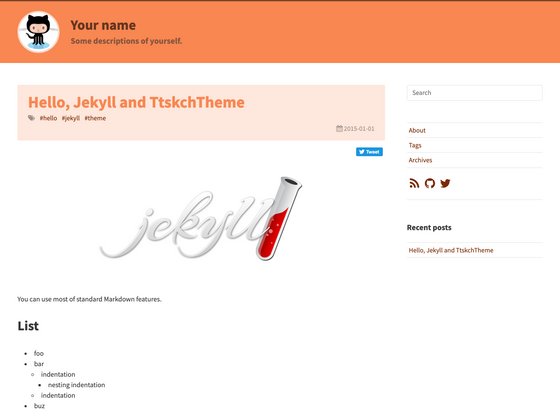 Your name
Some descriptions of yourself.
Hello, Jekyll and TtskchTheme
#hello #jekyll #theme
2015-01-01
Tweet
jekyll
You can use most of standard Markdown features.
List
foo
bar
indentation
nesting indentation
indentation
buz
Search
About
Tags
Archives
Recent posts
Hello, Jekyll and TtskchTheme